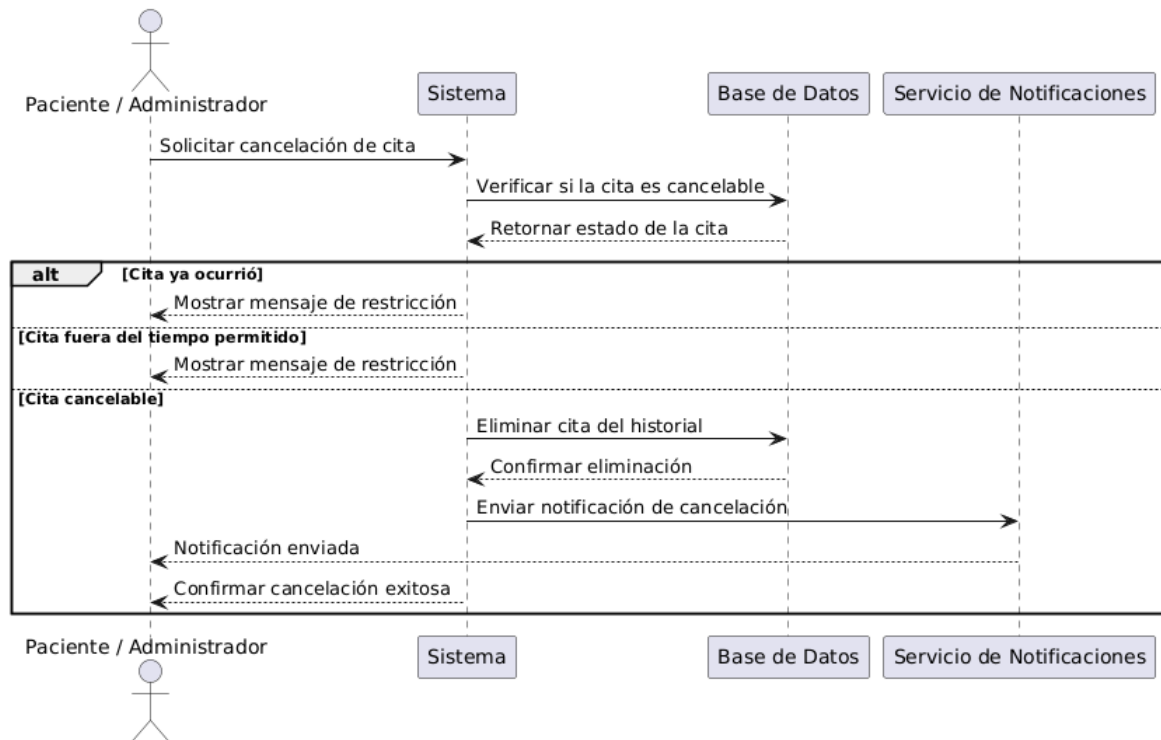 Paciente / Administrador
Sistema
Base de Datos
Servicio de Notificaciones
Solicitar cancelación de cita
Verificar si la cita es cancelable
Retornar estado de la cita
alt
[Cita ya ocurrió]
Mostrar mensaje de restricción
[Cita fuera del tiempo permitido]
Mostrar mensaje de restricción
[Cita cancelable]
Eliminar cita del historial
Confirmar eliminación
Enviar notificación de cancelación
Notificación enviada
Confirmar cancelación exitosa
Paciente / Administrador
Sistema
Base de Datos
Servicio de Notificaciones